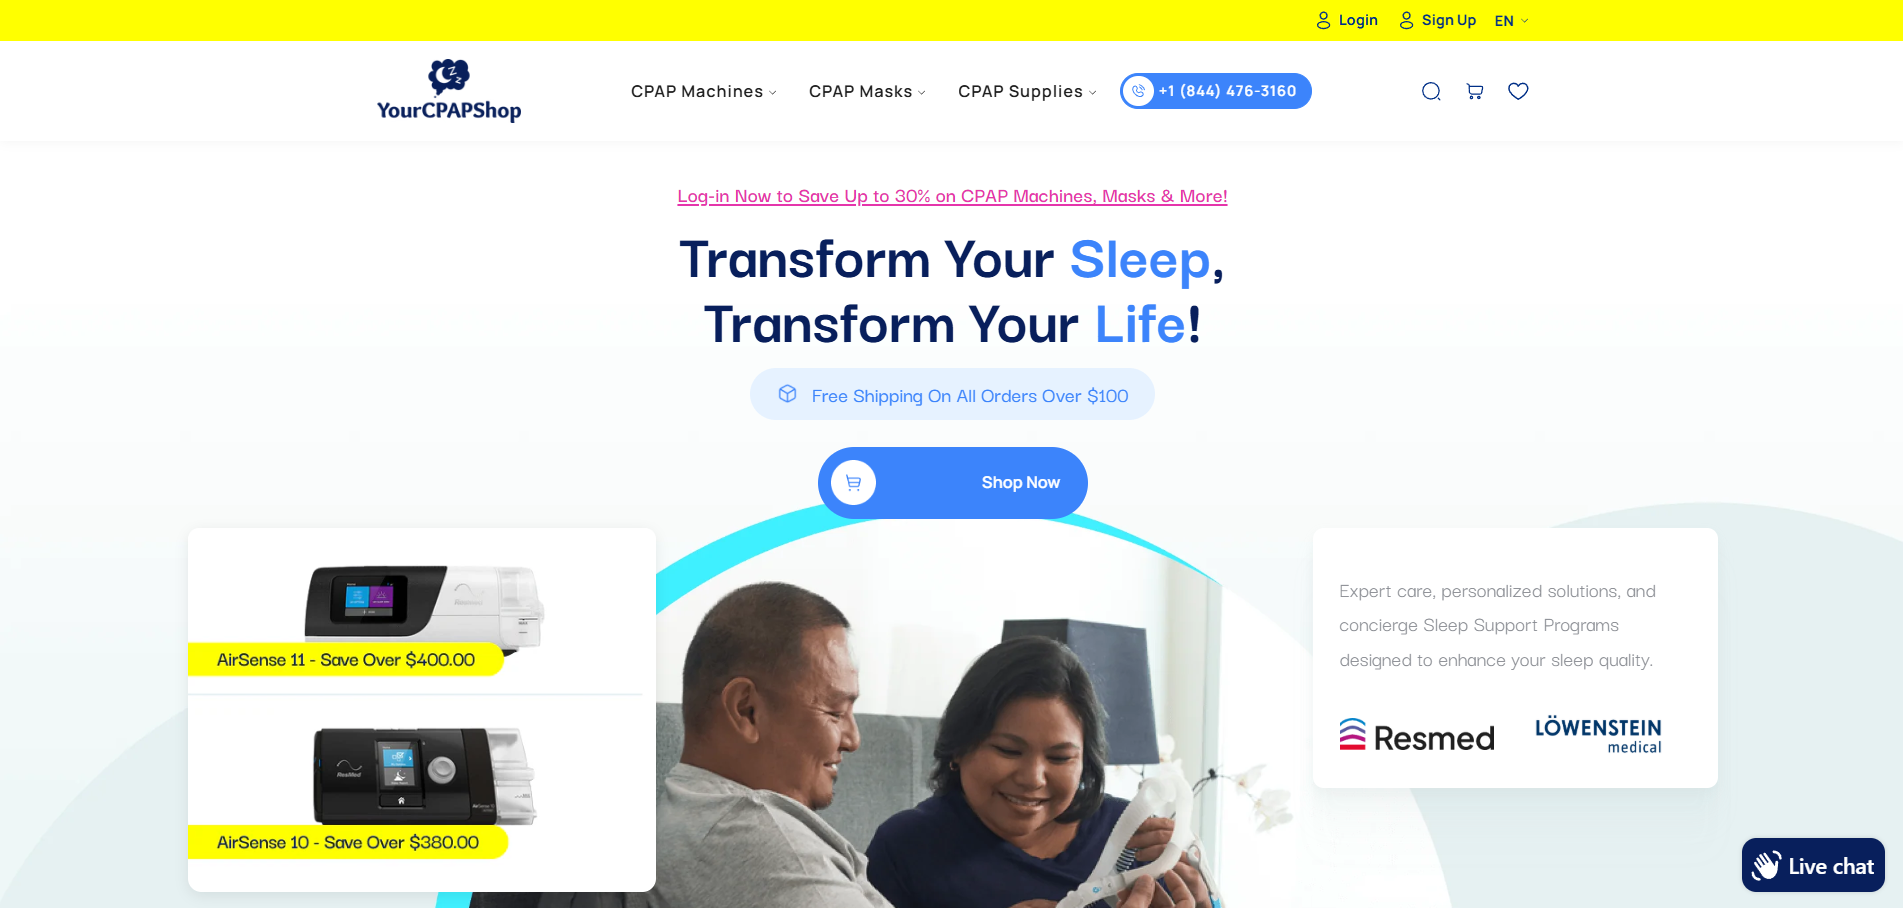 Login
Sign Up
EN
YourCPAPShop
CPAP Machines
CPAP Masks
CPAP Supplies
+1 (844) 476-3160
Log-in Now to Save Up to 30% on CPAP Machines, Masks & More!
Transform Your Sleep,
Transform Your Life!
Free Shipping On All Orders Over $100
Shop Now
ResMed
AirSense 11 - Save Over $400.00
ResMed
AirSense 10 - Save Over $380.00
Expert care, personalized solutions, and
concierge Sleep Support Programs
designed to enhance your sleep quality.
Resmed
LÖWENSTEIN
medical
Live chat